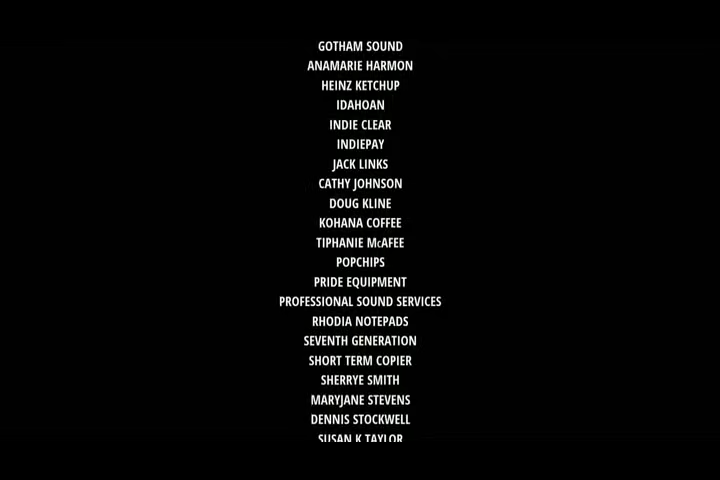 GOTHAM SOUND
ANAMARIE HARMON
HEINZ KETCHUP
IDAHOAN
INDIE CLEAR
INDIEPAY
JACK LINKS
CATHY JOHNSON
DOUG KLINE
KOHANA COFFEE
TIPHANIE McAFEE
POPCHIPS
PRIDE EQUIPMENT
PROFESSIONAL SOUND SERVICES
RHODIA NOTEPADS
SEVENTH GENERATION
SHORT TERM COPIER
SHERRYE SMITH
MARYJANE STEVENS
DENNIS STOCKWELL
SUSAN K TAYLOR